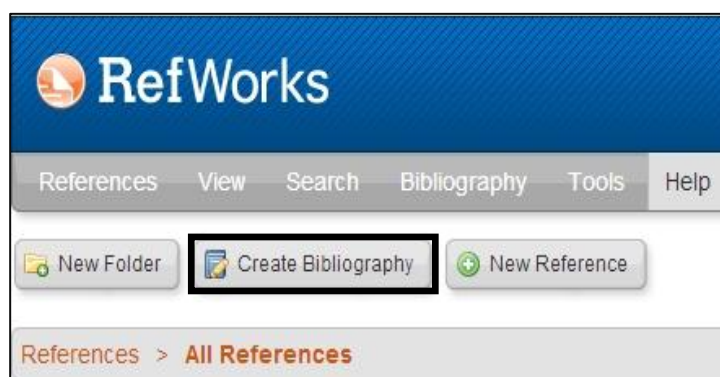 RefWorks
References View Search Bibliography Tools Help
New Folder Create Bibliography New Reference
References > All References